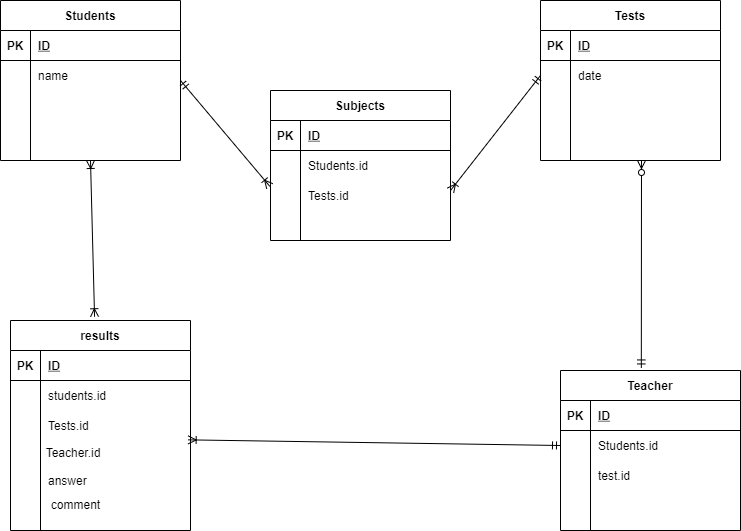 Students
PK ID
name
Tests
PK ID
date
Subjects
PK ID
Students.id
Tests.id
results
PK ID
students.id
Tests.id
Teacher.id
answer
comment
Teacher
PK ID
Students.id
test.id